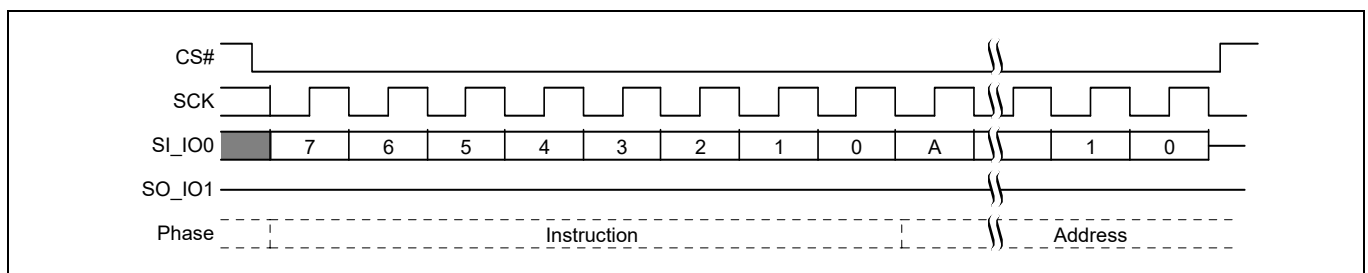 CS#
SCK
SI_IO0 7 6 5 4 3 2 1 0 A 1 0
SO_IO1
Phase Instruction Address